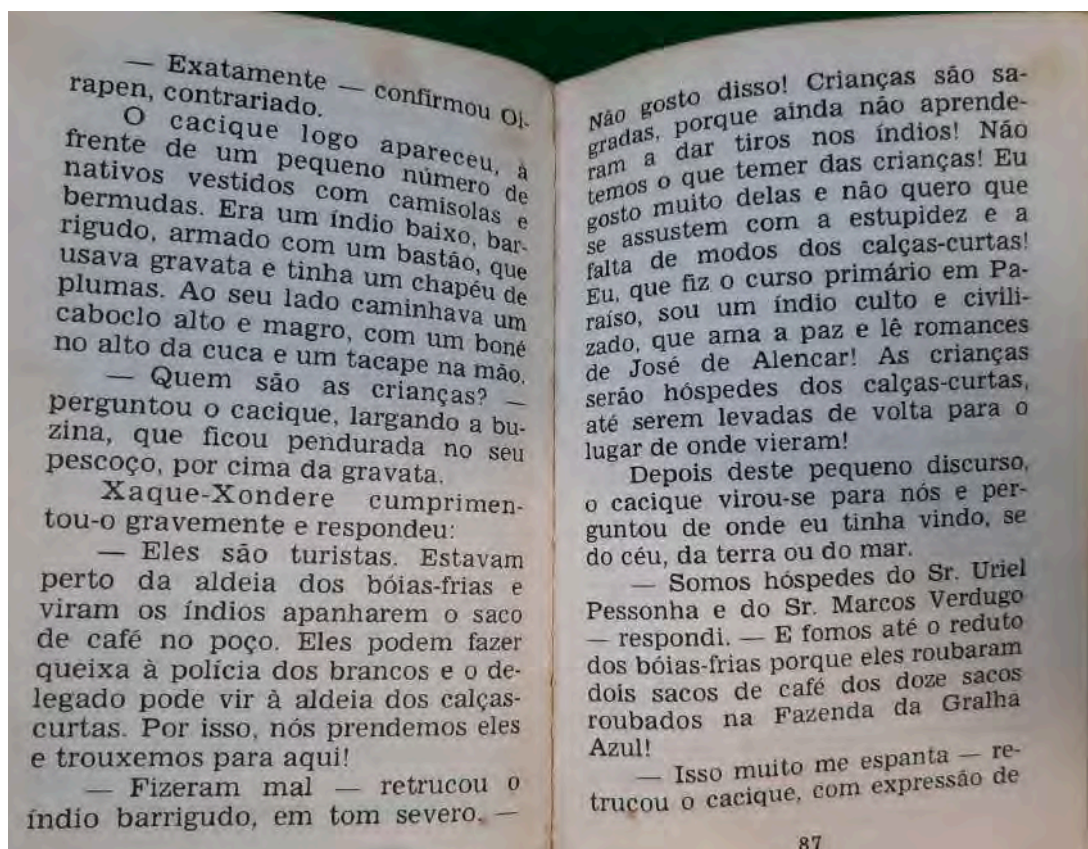 — Exatamente — confirmou Oi-
rapen, contrariado.
O cacique logo apareceu, à
frente de um pequeno número de
nativos vestidos com camisolas e
bermudas. Era um índio baixo, bar-
rigudo, armado com um bastão, que
usava gravata e tinha um chapéu de
plumas. Ao seu lado caminhava um
caboclo alto e magro, com um boné
no alto da cuca e um tacape na mão.
— Quem são as crianças? —
perguntou o cacique, largando a bu-
zina, que ficou pendurada no seu
pescoço, por cima da gravata.
Xaque-Xondere cumprimen-
tou-o gravemente e respondeu:
— Eles são turistas. Estavam
perto da aldeia dos bóias-frias e
viram os índios apanharem o saco
de café no poço. Eles podem fazer
queixa à polícia dos brancos e o de-
legado pode vir à aldeia dos calças-
curtas. Por isso, nós prendemos eles
e trouxemos para aqui!
— Fizeram mal — retrucou o
índio barrigudo, em tom severo. —
Não gosto disso! Crianças são sa-
gradas, porque ainda não aprende-
ram a dar tiros nos índios! Não
temos o que temer das crianças! Eu
gosto muito delas e não quero que
se assustem com a estupidez e a
falta de modos dos calças-curtas!
Eu, que fiz o curso primário em Pa-
raíso, sou um índio culto e civili-
zado, que ama a paz e lê romances
de José de Alencar! As crianças
serão hóspedes dos calças-curtas,
até serem levadas de volta para o
lugar de onde vieram!
Depois deste pequeno discurso,
o cacique virou-se para nós e per-
guntou de onde eu tinha vindo, se
do céu, da terra ou do mar.
— Somos hóspedes do Sr. Uriel
Pessonha e do Sr. Marcos Verdugo
— respondi. — E fomos até o reduto
dos bóias-frias porque eles roubaram
dois sacos de café dos doze sacos
roubados na Fazenda da Gralha
Azul!
— Isso muito me espanta — re-
trucou o cacique, com expressão de
87